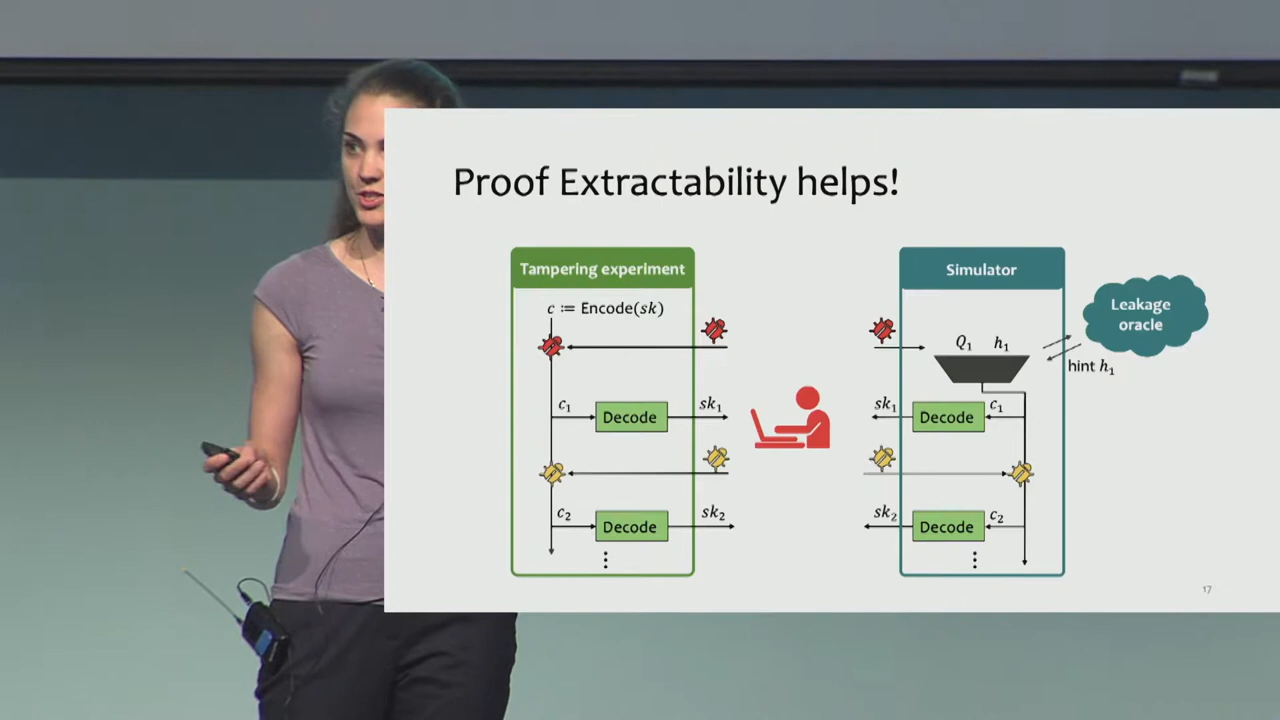 Proof Extractability helps!
Tampering experiment
c := Encode(sk)
c₁
Decode
sk₁
c₂
Decode
sk₂
⋮
Simulator
Q₁ h₁
Leakage
oracle
hint h₁
sk₁
Decode
c₁
sk₂
Decode
c₂
⋮
17